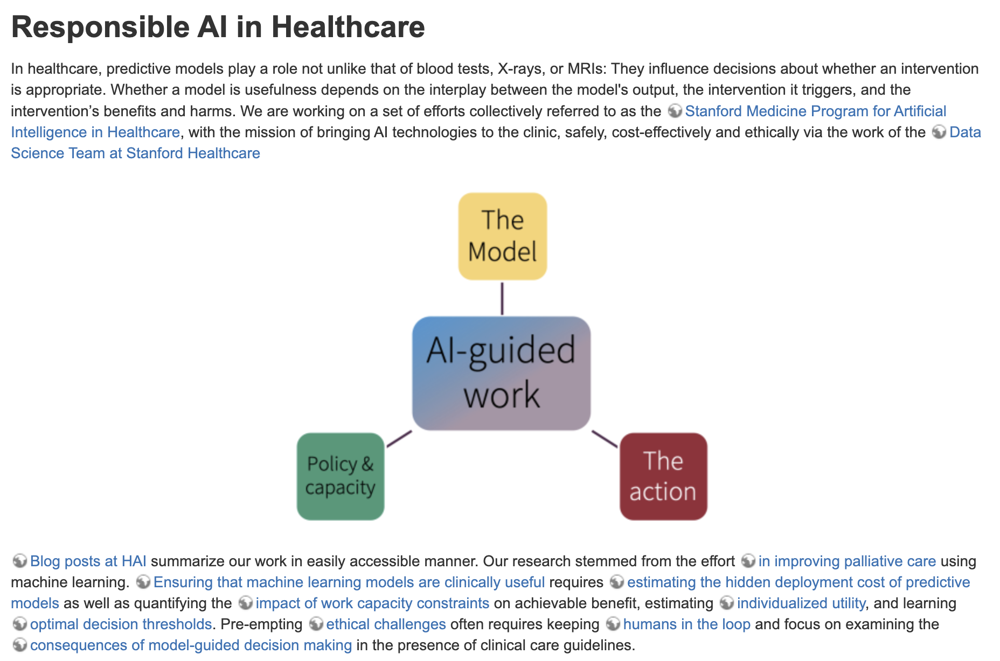 Responsible AI in Healthcare
In healthcare, predictive models play a role not unlike that of blood tests, X-rays, or MRIs: They influence decisions about whether an intervention
is appropriate. Whether a model is usefulness depends on the interplay between the model's output, the intervention it triggers, and the
intervention’s benefits and harms. We are working on a set of efforts collectively referred to as the Stanford Medicine Program for Artificial
Intelligence in Healthcare, with the mission of bringing AI technologies to the clinic, safely, cost-effectively and ethically via the work of the Data
Science Team at Stanford Healthcare
The
Model
AI-guided
work
Policy &
capacity
The
action
Blog posts at HAI summarize our work in easily accessible manner. Our research stemmed from the effort in improving palliative care using
machine learning. Ensuring that machine learning models are clinically useful requires estimating the hidden deployment cost of predictive
models as well as quantifying the impact of work capacity constraints on achievable benefit, estimating individualized utility, and learning
optimal decision thresholds. Pre-empting ethical challenges often requires keeping humans in the loop and focus on examining the
consequences of model-guided decision making in the presence of clinical care guidelines.